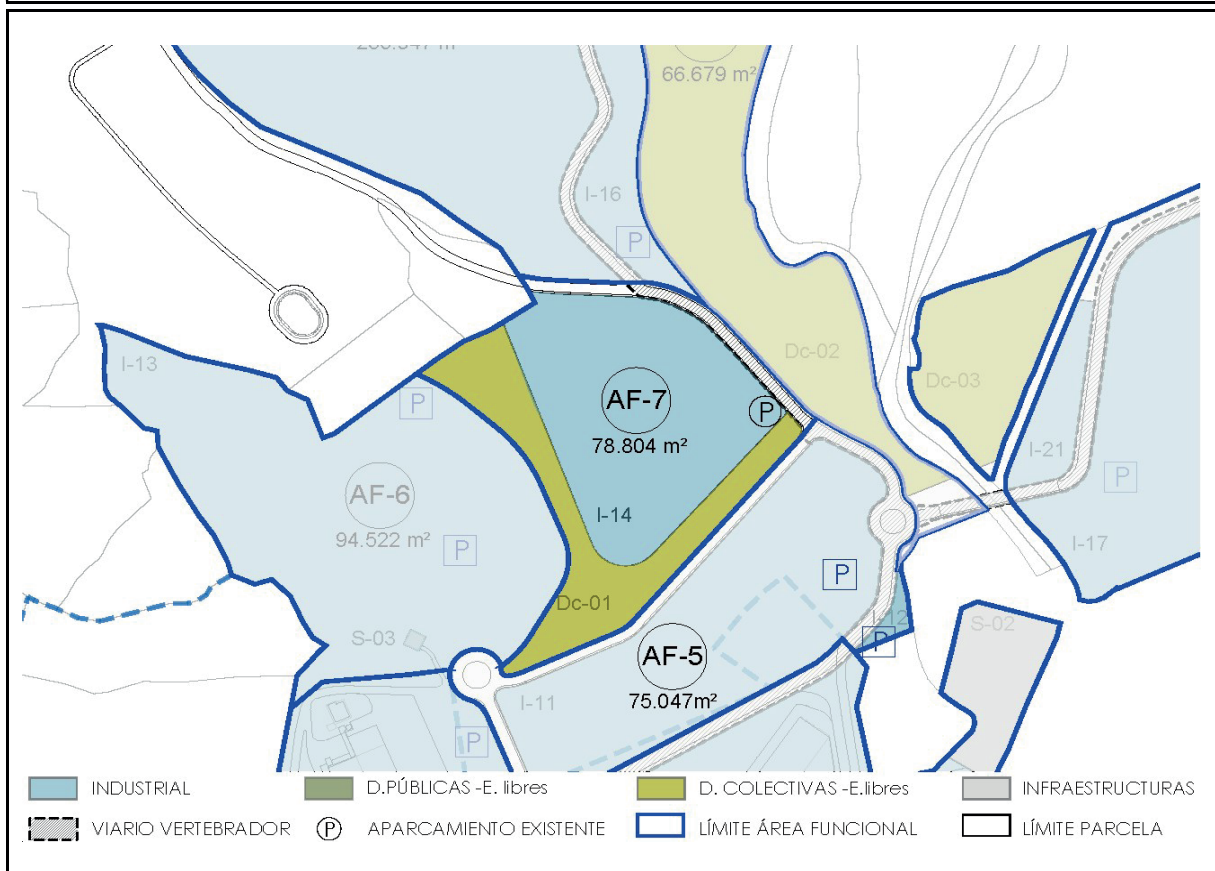 66.679 m²
I-16
P
I-13
Dc-02
Dc-03
P
AF-7
P
78.804 m²
I-21
P
AF-6
94.522 m²
I-14
P
I-17
P
Dc-01
S-03
P
S-02
AF-5
75.047m²
I-11
P
INDUSTRIAL
D.PÚBLICAS -E. libres
D. COLECTIVAS -E.libres
INFRAESTRUCTURAS
VIARIO VERTEBRADOR
P
APARCAMIENTO EXISTENTE
LÍMITE ÁREA FUNCIONAL
LÍMITE PARCELA